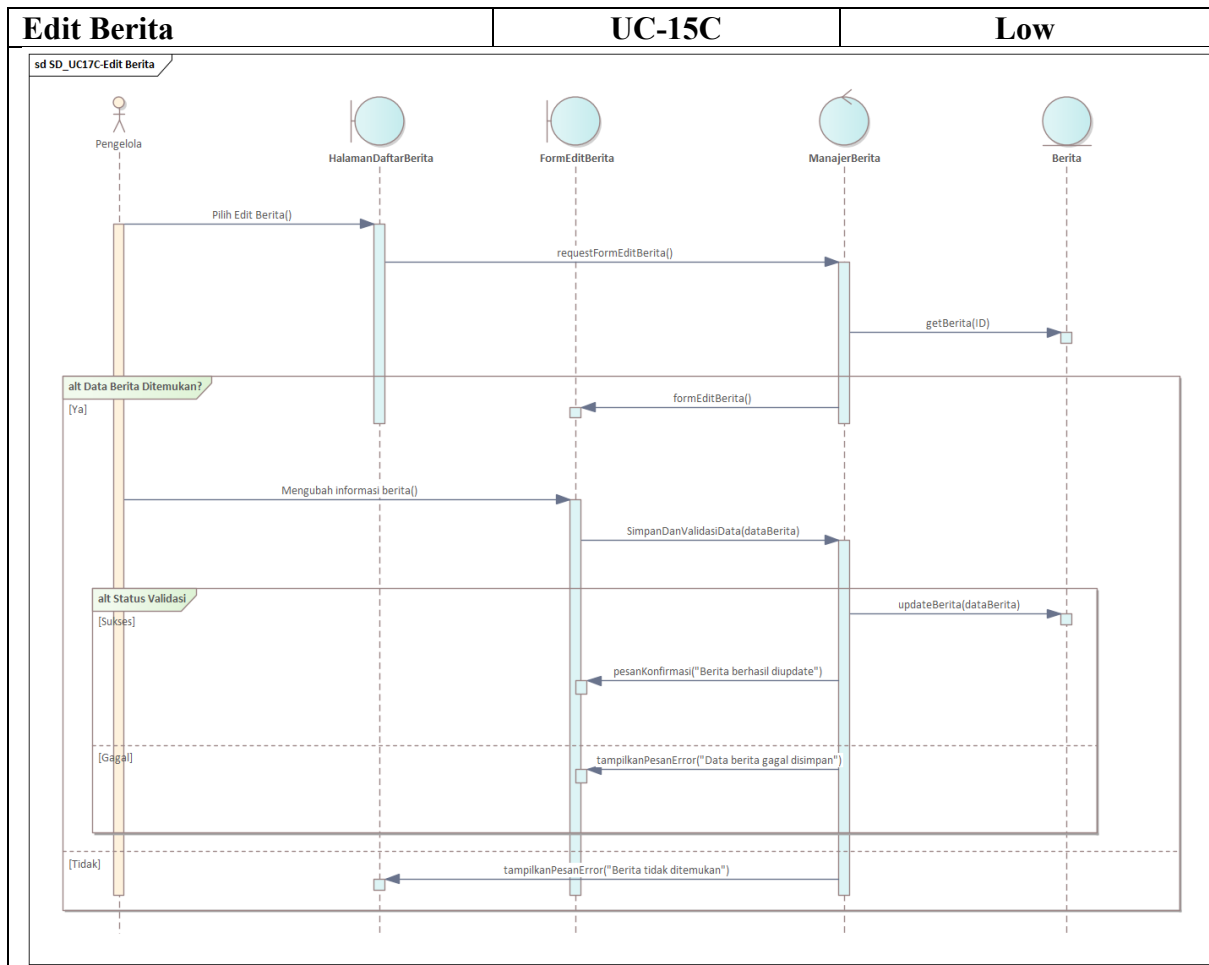 Edit Berita UC-15C Low
sd SD_UC17C-Edit Berita
Pengelola
HalamanDaftarBerita
FormEditBerita
ManajerBerita
Berita
Pilih Edit Berita()
requestFormEditBerita()
getBerita(ID)
alt Data Berita Ditemukan?
[Ya]
formEditBerita()
Mengubah informasi berita()
SimpanDanValidasiData(dataBerita)
alt Status Validasi
[Sukses]
updateBerita(dataBerita)
pesanKonfirmasi("Berita berhasil diupdate")
[Gagal]
tampilkanPesanError("Data berita gagal disimpan")
[Tidak]
tampilkanPesanError("Berita tidak ditemukan")